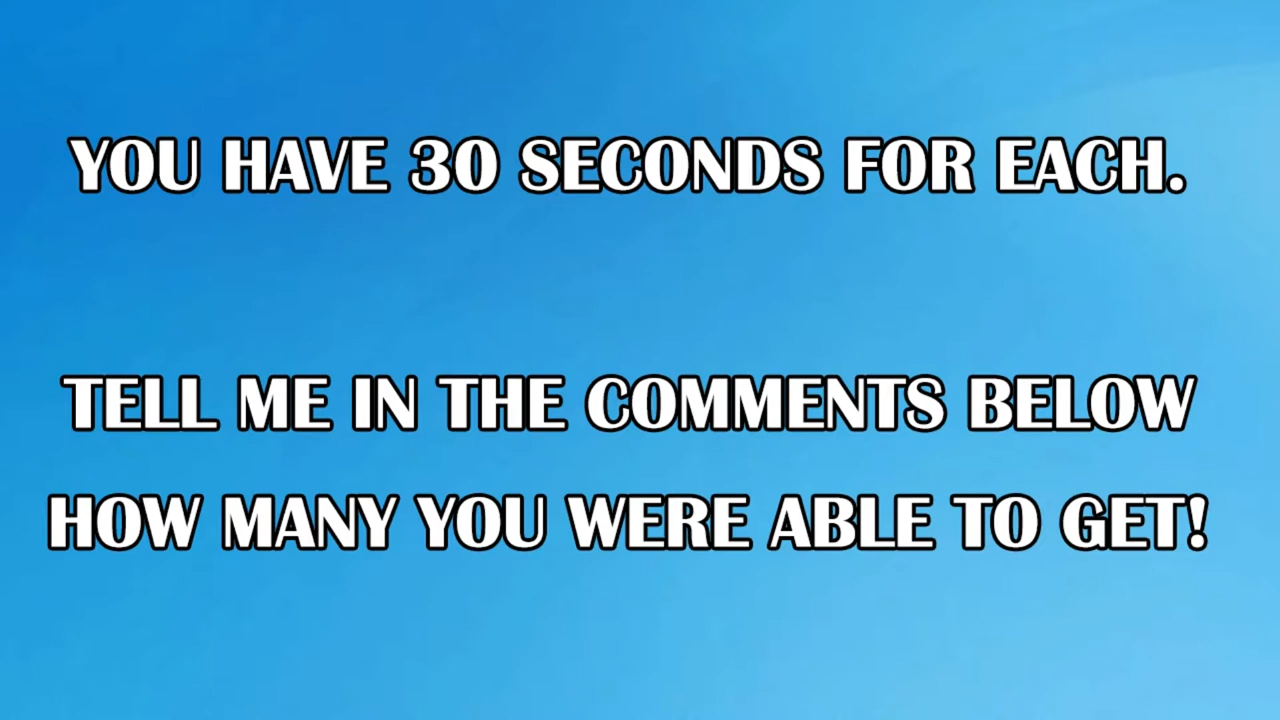 YOU HAVE 30 SECONDS FOR EACH.
TELL ME IN THE COMMENTS BELOW
HOW MANY YOU WERE ABLE TO GET!